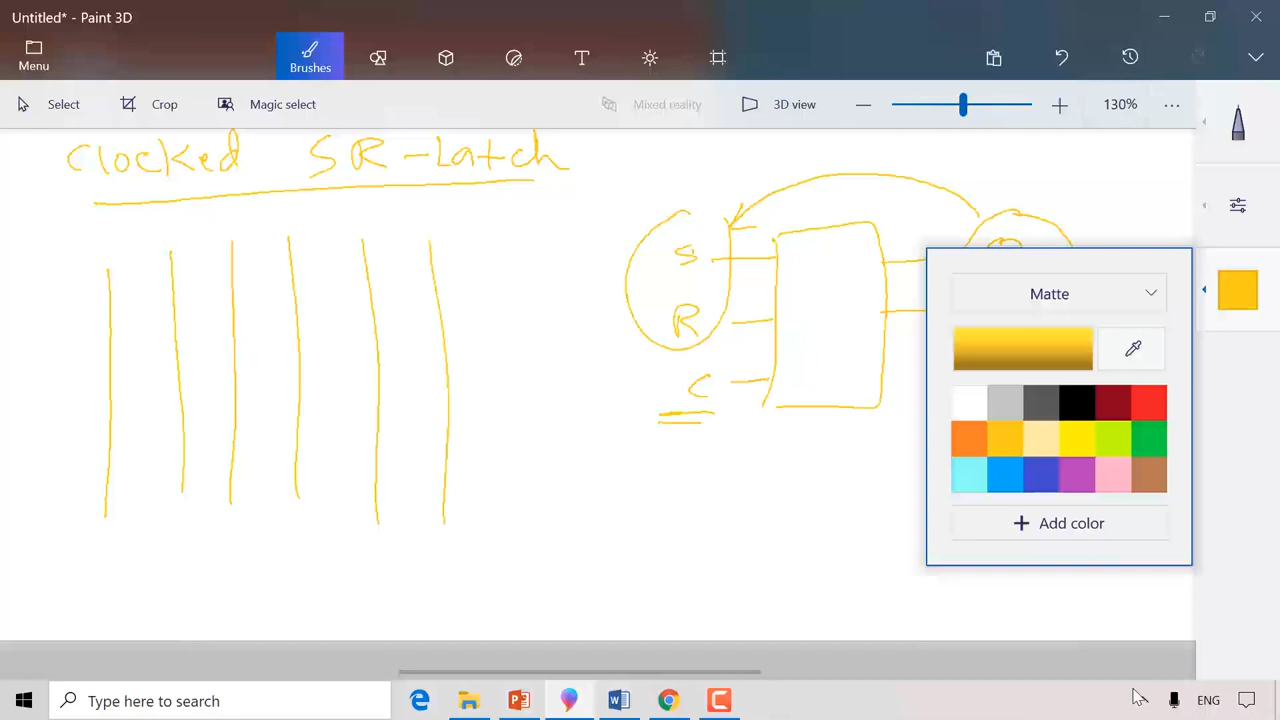 Untitled* - Paint 3D
Menu
Brushes
Select
Crop
Magic select
Mixed reality
3D view
130%
Clocked SR-Latch
S
R
C
Matte
Add color
Type here to search
ENG